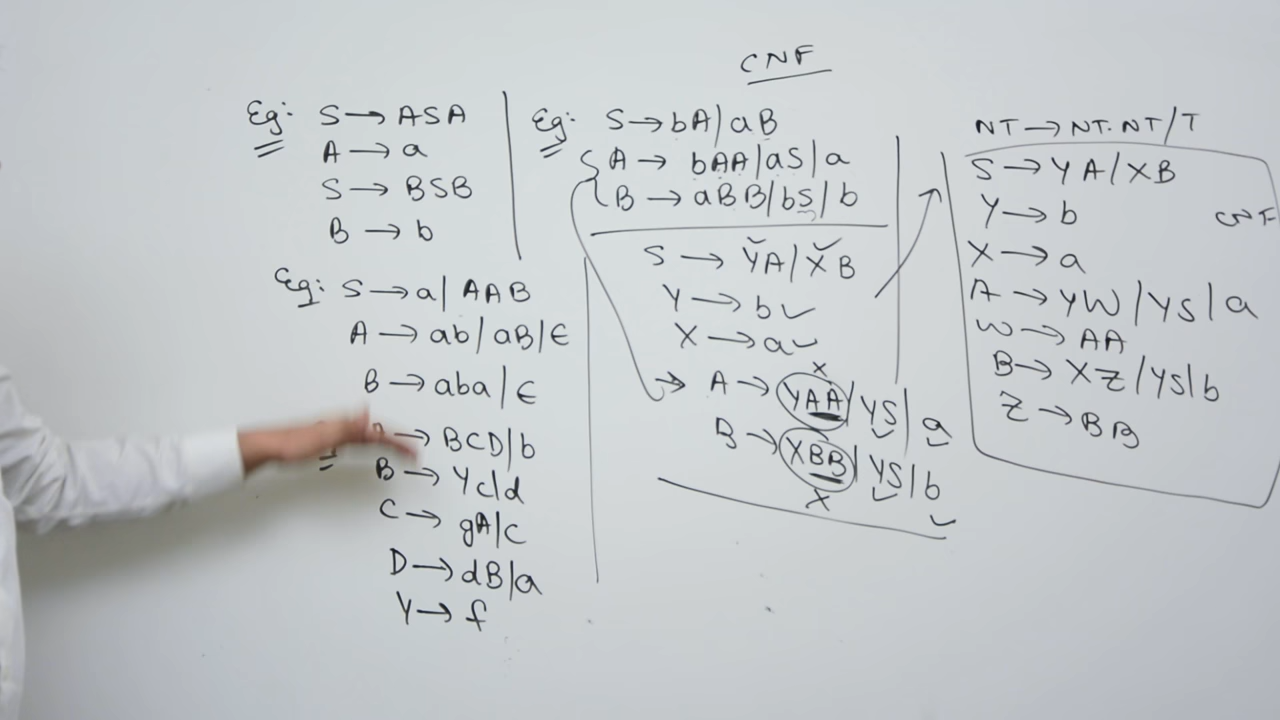 CNF
Eg: S → ASA
A → a
S → BSB
B → b
Eg: S → a | AAB
A → ab | aB | ∈
B → aba | ∈
→ BCD | b
B → Yc | d
C → gA | c
D → dB | a
Y → f
Eg: S → bA | aB
A → bAA | aS | a
B → aBB | bS | b
S → YA | XB
Y → b ✓
X → a ✓
x
A → YAA | YS | a
B → XBB | YS | b
x
NT → NT. NT / T
S → YA | XB
Y → b
CNF
X → a
A → YW | YS | a
W → AA
B → XZ | YS | b
Z → BB